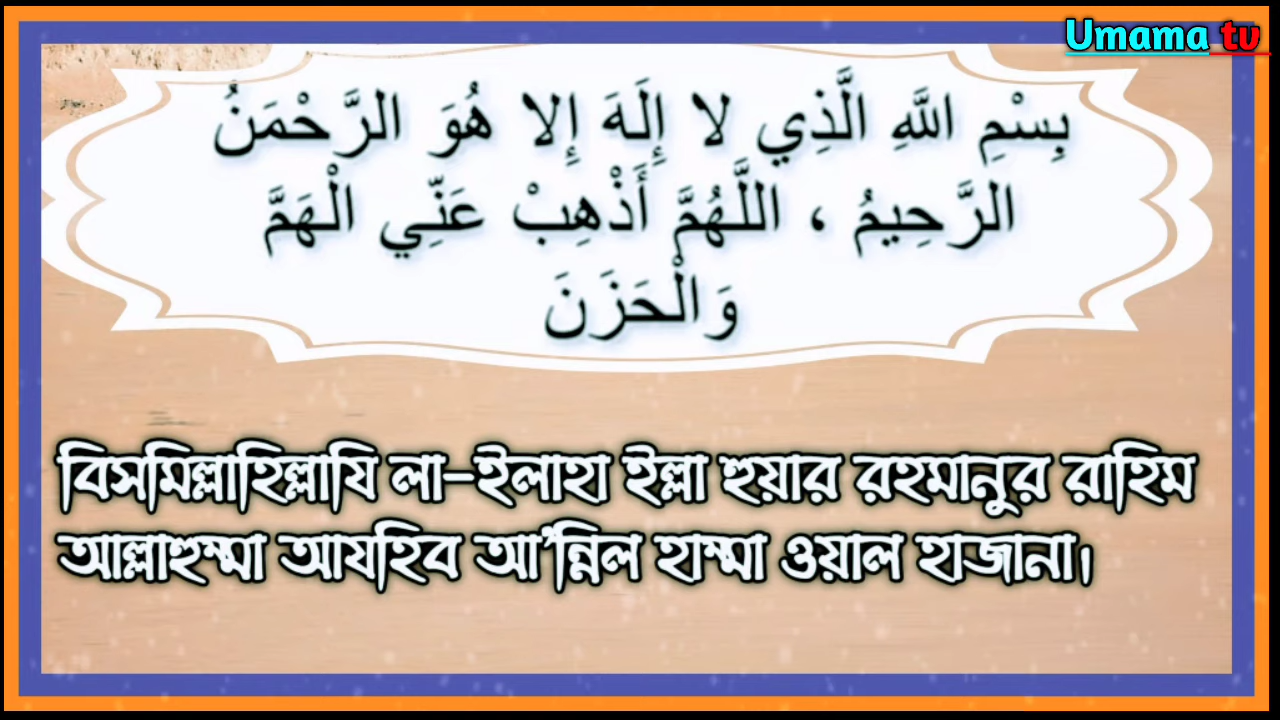 Umama tv
بِسْمِ اللَّهِ الَّذِي لا إِلَهَ إِلا هُوَ الرَّحْمَنُ
الرَّحِيمُ ، اللَّهُمَّ أَذْهِبْ عَنِّي الْهَمَّ
وَالْحَزَنَ
বিসমিল্লাহিল্লাযি লা-ইলাহা ইল্লা হুয়ার রহমানুর রাহিম
আল্লাহুম্মা আযহিব আ'ন্নিল হাম্মা ওয়াল হাজানা।